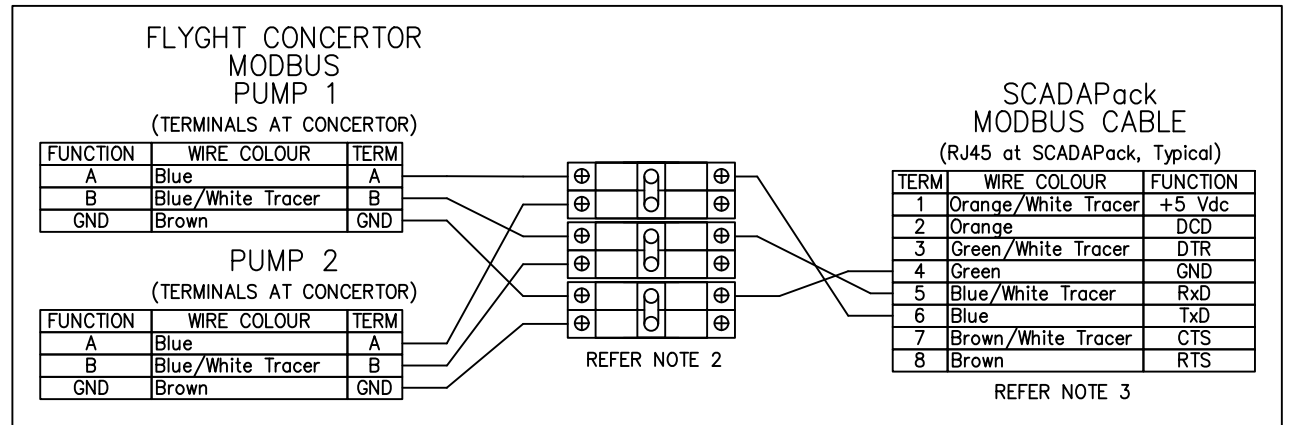 FLYGHT CONCERTOR
MODBUS
PUMP 1
(TERMINALS AT CONCERTOR)
FUNCTION WIRE COLOUR TERM
A Blue A
B Blue/White Tracer B
GND Brown GND
PUMP 2
(TERMINALS AT CONCERTOR)
FUNCTION WIRE COLOUR TERM
A Blue A
B Blue/White Tracer B
GND Brown GND
REFER NOTE 2
SCADAPack
MODBUS CABLE
(RJ45 at SCADAPack, Typical)
TERM WIRE COLOUR FUNCTION
1 Orange/White Tracer +5 Vdc
2 Orange DCD
3 Green/White Tracer DTR
4 Green GND
5 Blue/White Tracer RxD
6 Blue TxD
7 Brown/White Tracer CTS
8 Brown RTS
REFER NOTE 3